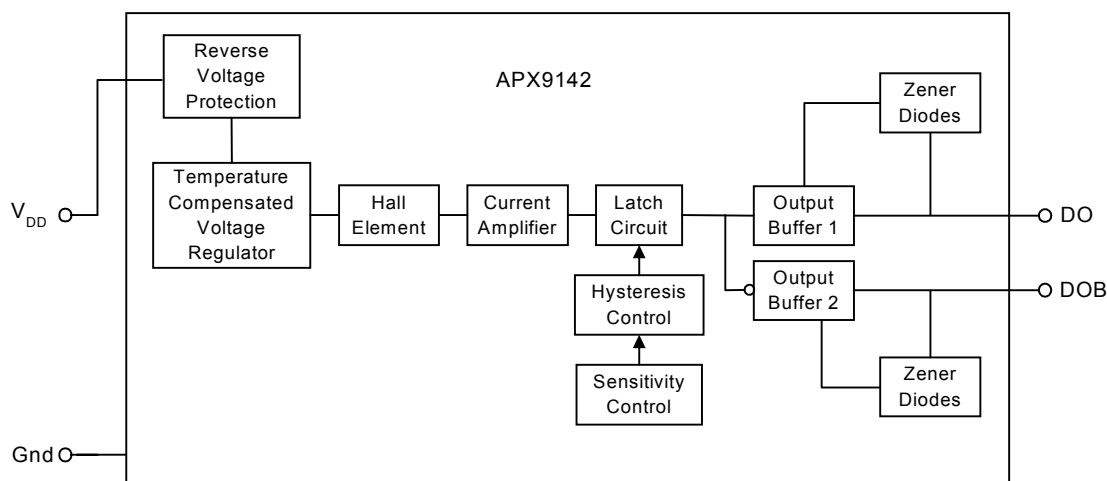 Reverse
Voltage
Protection
APX9142
Zener
Diodes
V DD
Temperature
Compensated
Voltage
Regulator
Hall
Element
Current
Amplifier
Latch
Circuit
Output
Buffer 1
DO
Hysteresis
Control
Output
Buffer 2
DOB
Sensitivity
Control
Zener
Diodes
Gnd